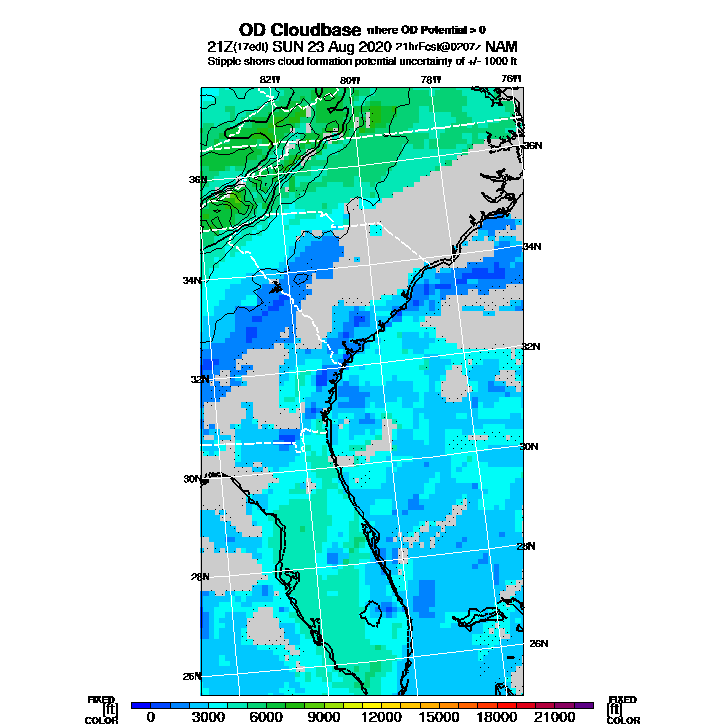 OD Cloudbase where OD Potential > 0
21Z(17edt) SUN 23 Aug 2020 21hrFcst@0207z NAM
Stipple shows cloud formation potential uncertainty of +/- 1000 ft
82W 80W 78W 76W
36N
36N
34N
34N
32N
32N
30N
30N
28N
28N
26N
26N
FIXED FIXED
[ft] [ft]
COLOR COLOR
0 3000 6000 9000 12000 15000 18000 21000